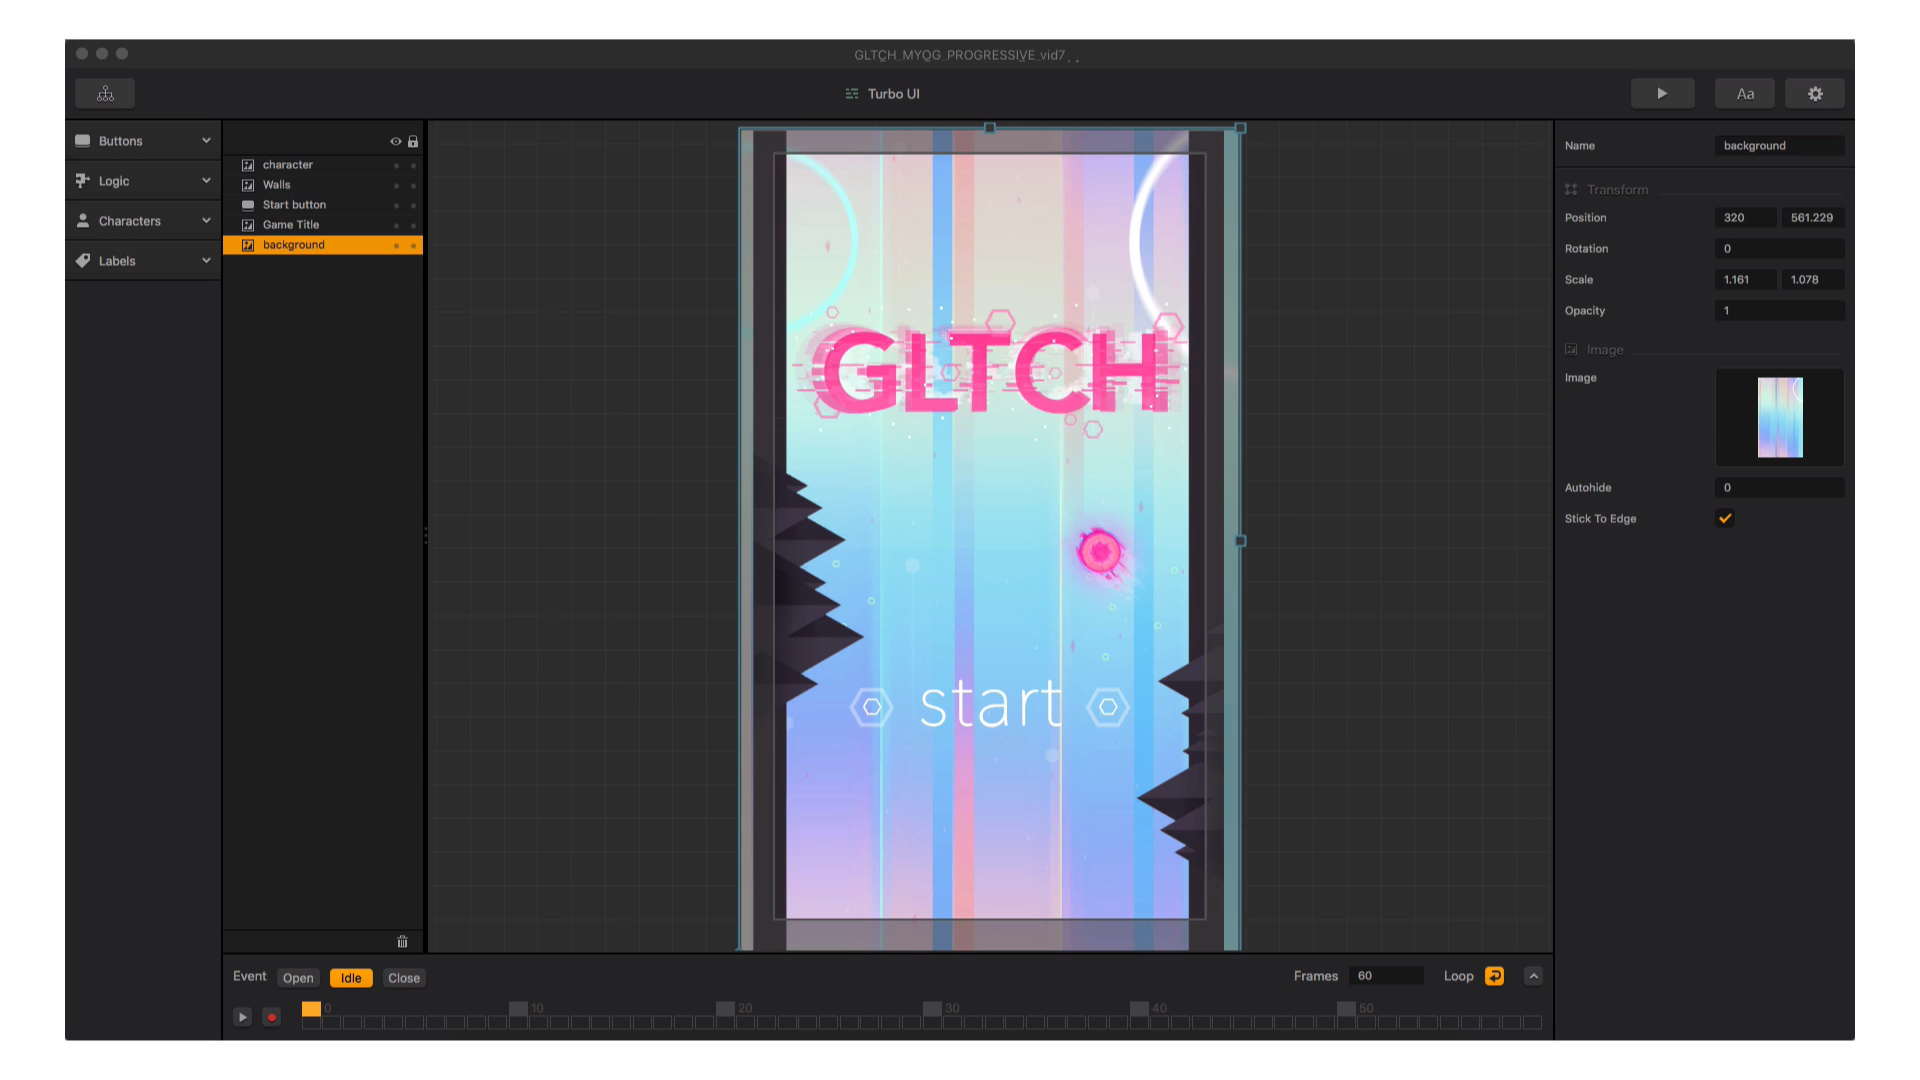 GLTCH_MYQG_PROGRESSIVE_vid7
Turbo UI
Aa
Buttons
Logic
Characters
Labels
character
Walls
Start button
Game Title
background
GLTCH
start
Name
background
Transform
Position
320
561.229
Rotation
0
Scale
1.161
1.078
Opacity
1
Image
Image
Autohide
0
Stick To Edge
Event
Open
Idle
Close
Frames
60
Loop
0
10
20
30
40
50